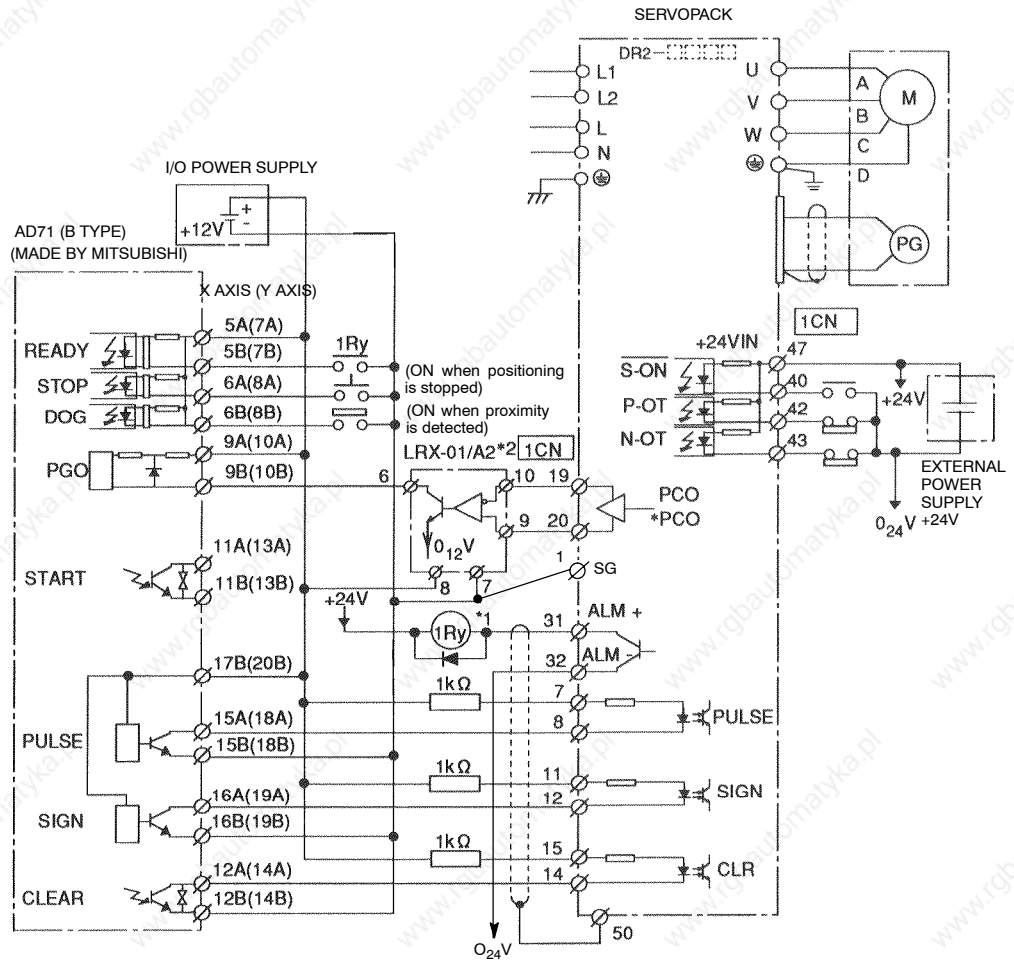 SERVOPACK
DR2
L1
L2
L
N
U
V
W
A
B
C
D
M
PG
I/O POWER SUPPLY
+
-
+12V
AD71 (B TYPE)
(MADE BY MITSUBISHI)
X AXIS (Y AXIS)
READY
STOP
DOG
PGO
START
PULSE
SIGN
CLEAR
5A(7A)
5B(7B)
6A(8A)
6B(8B)
9A(10A)
9B(10B)
11A(13A)
11B(13B)
17B(20B)
15A(18A)
15B(18B)
16A(19A)
16B(19B)
12A(14A)
12B(14B)
1Ry
(ON when positioning
is stopped)
(ON when proximity
is detected)
LRX-01/A2*2
1CN
6
10
19
9
20
012V
8
7
1
SG
PCO
*PCO
+24V
*1
1Ry
31
ALM +
32
ALM -
1kΩ
7
8
PULSE
1kΩ
11
12
SIGN
1kΩ
15
14
CLR
50
O24V
1CN
+24VIN
S-ON
P-OT
N-OT
47
40
42
43
+24V
EXTERNAL
POWER
SUPPLY
+24V
024V
www.rgbautomatyka.pl